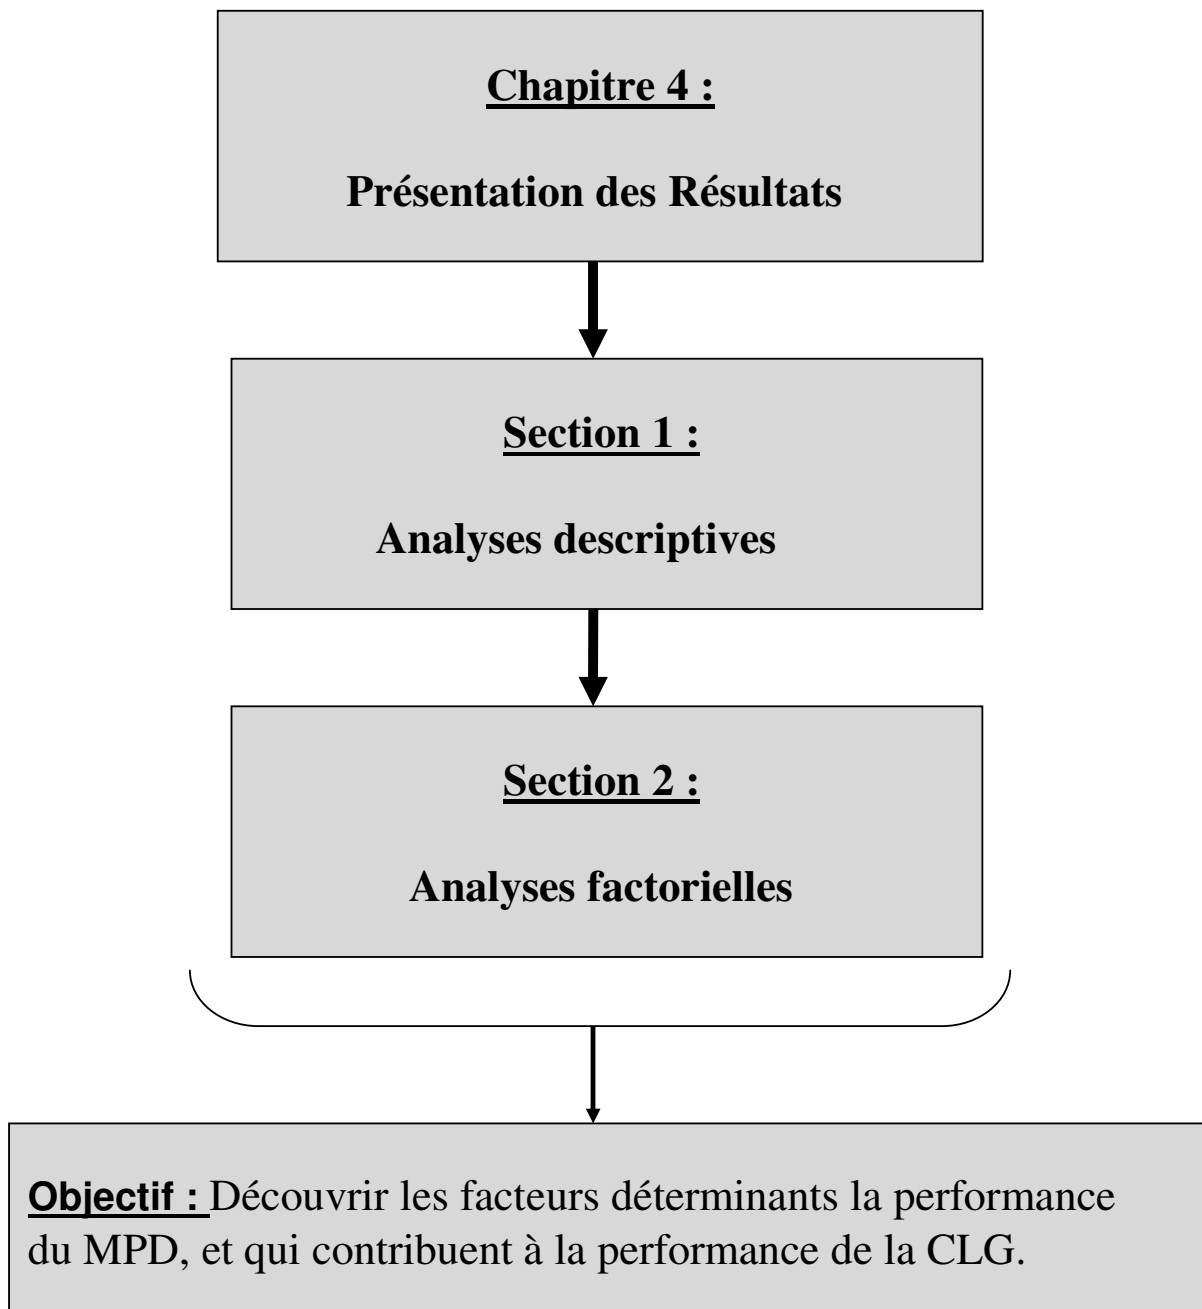 Chapitre 4 :
Présentation des Résultats
Section 1 :
Analyses descriptives
Section 2 :
Analyses factorielles
Objectif : Découvrir les facteurs déterminants la performance
du MPD, et qui contribuent à la performance de la CLG.